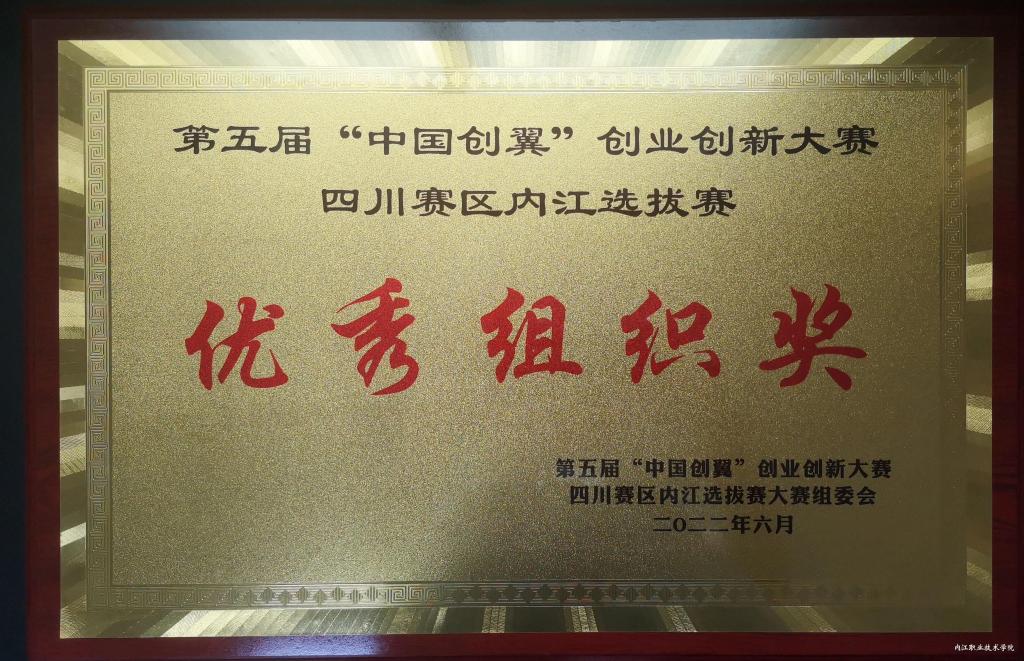 第五届“中国创翼”创业创新大赛
四川赛区内江选拔赛
优秀组织奖
第五届“中国创翼”创业创新大赛
四川赛区内江选拔赛大赛组委会
二O二二年六月
内江职业技术学院